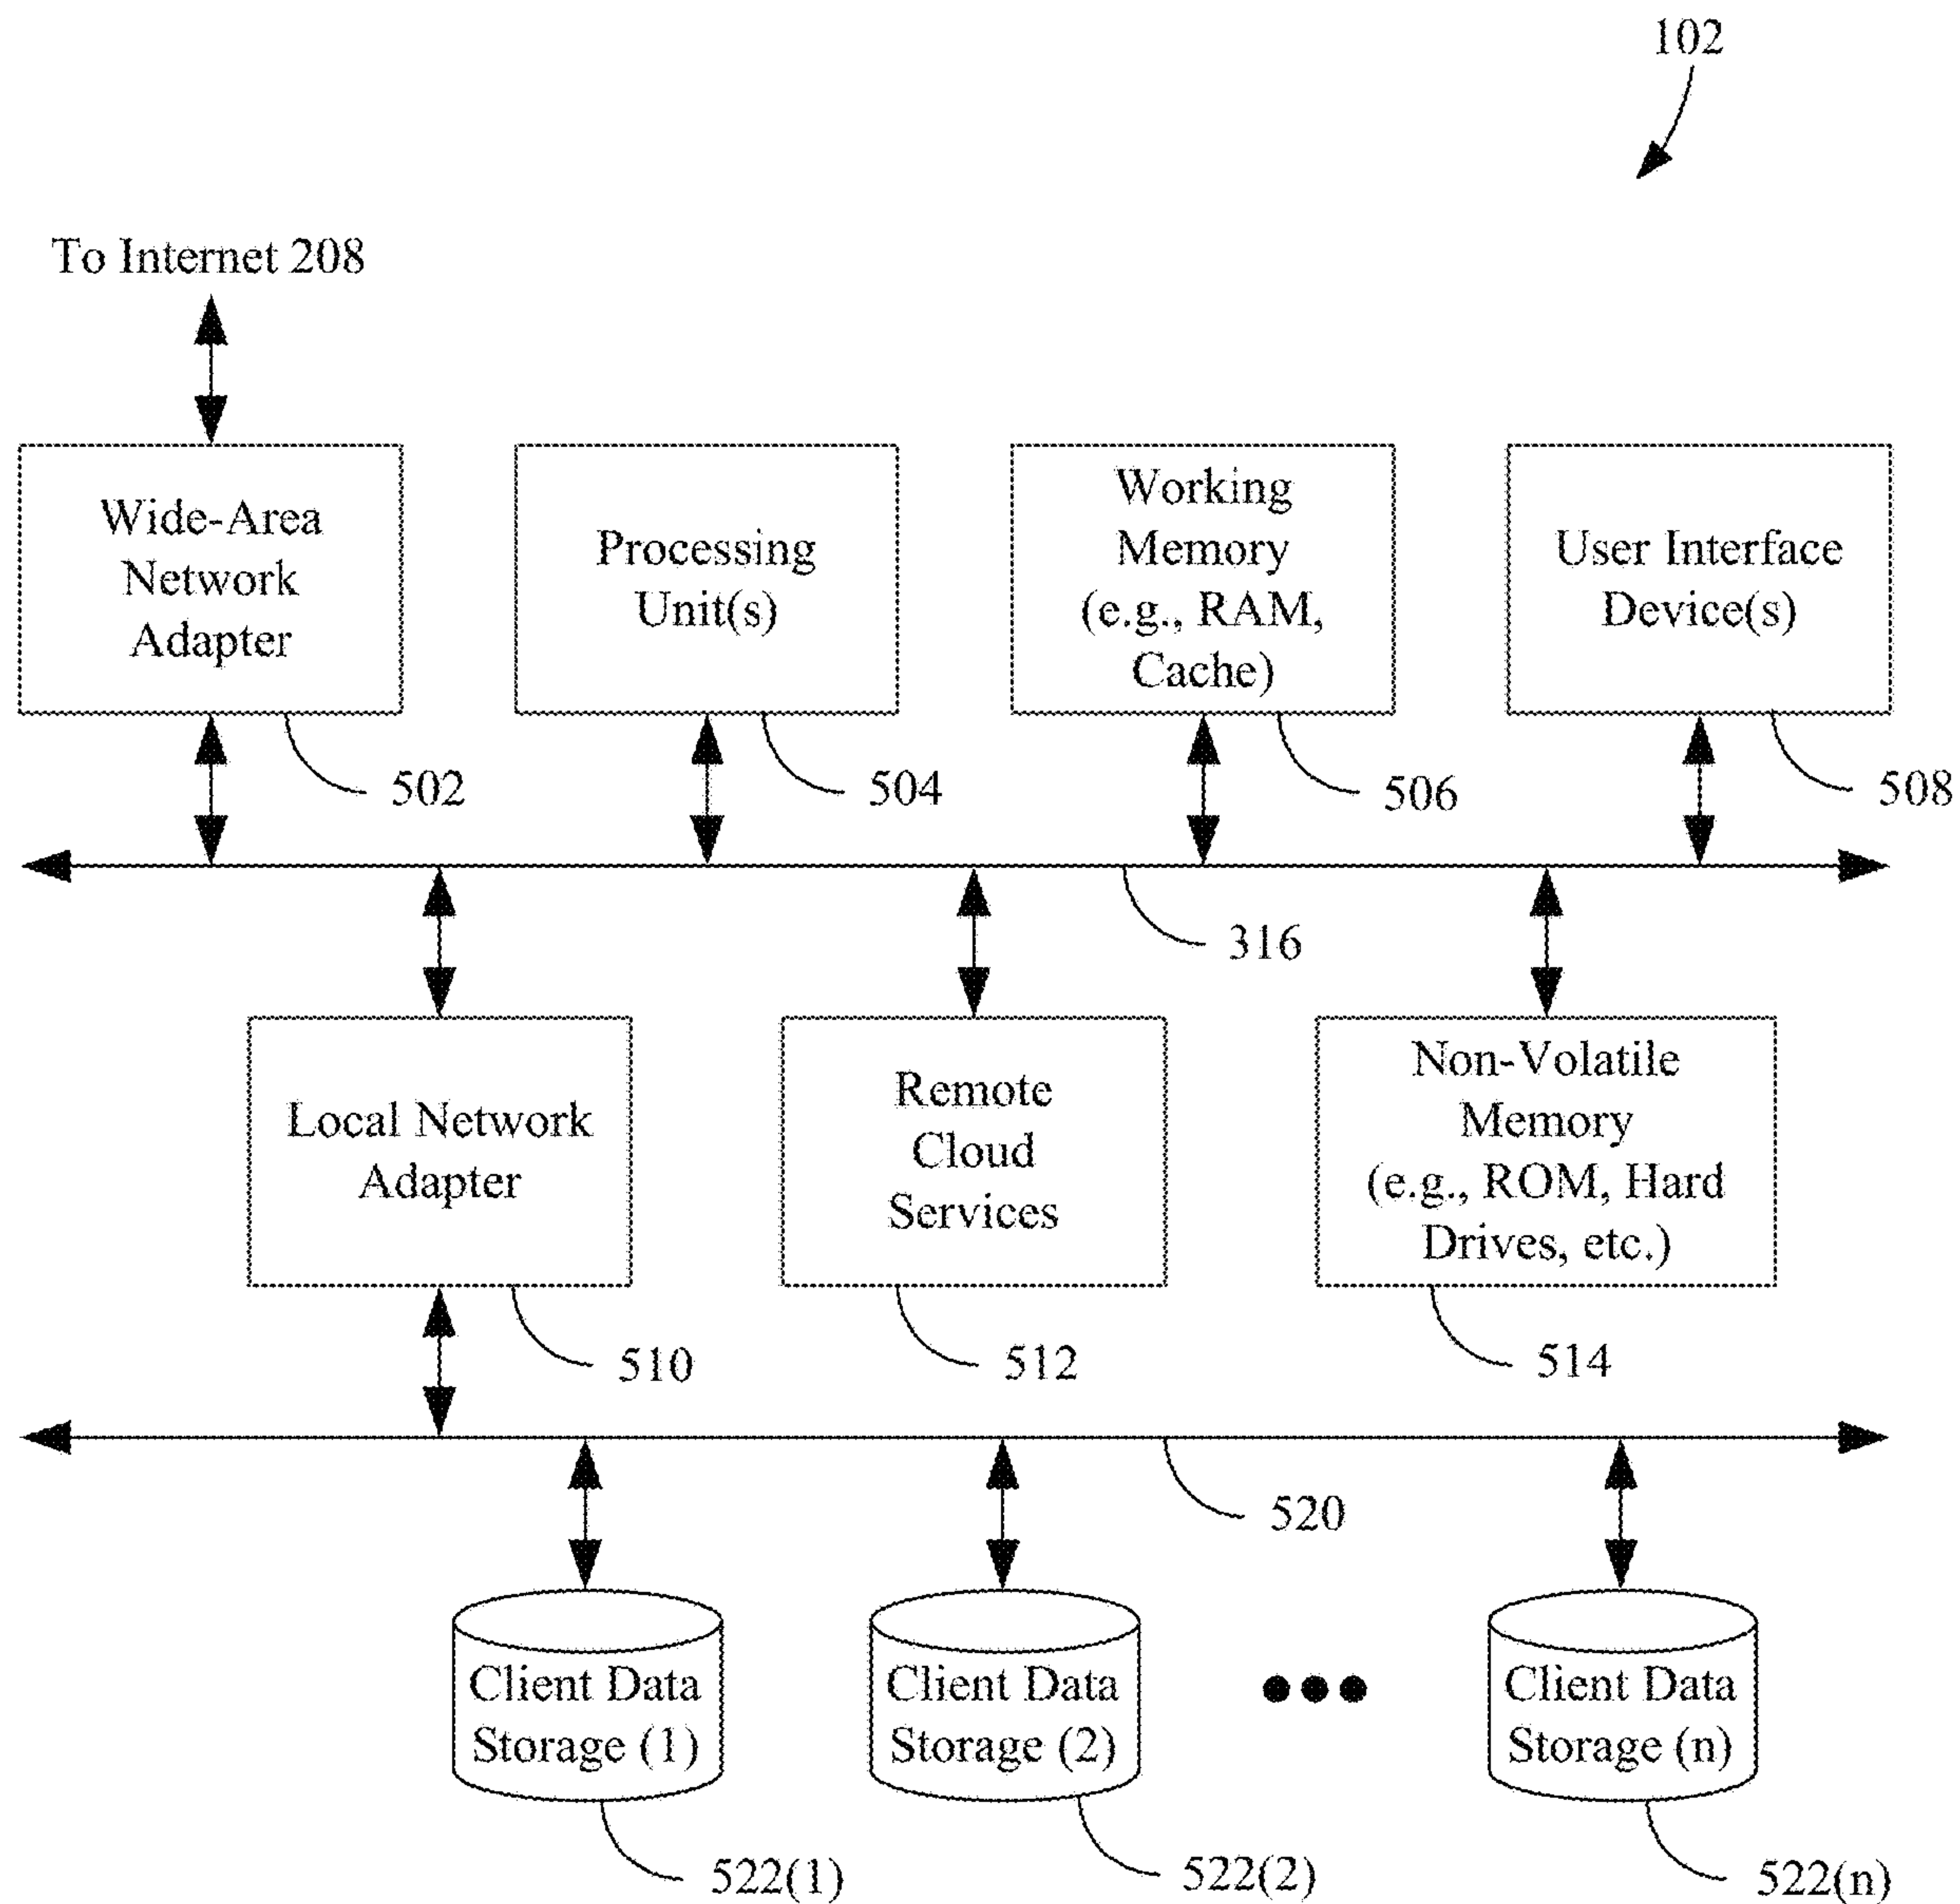 102
To Internet 208
Wide-Area
Network
Adapter
Processing
Unit(s)
Working
Memory
(e.g., RAM,
Cache)
User Interface
Device(s)
502
504
506
508
316
Local Network
Adapter
Remote
Cloud
Services
Non-Volatile
Memory
(e.g., ROM, Hard
Drives, etc.)
510
512
514
520
Client Data
Storage (1)
Client Data
Storage (2)
Client Data
Storage (n)
522(1)
522(2)
522(n)